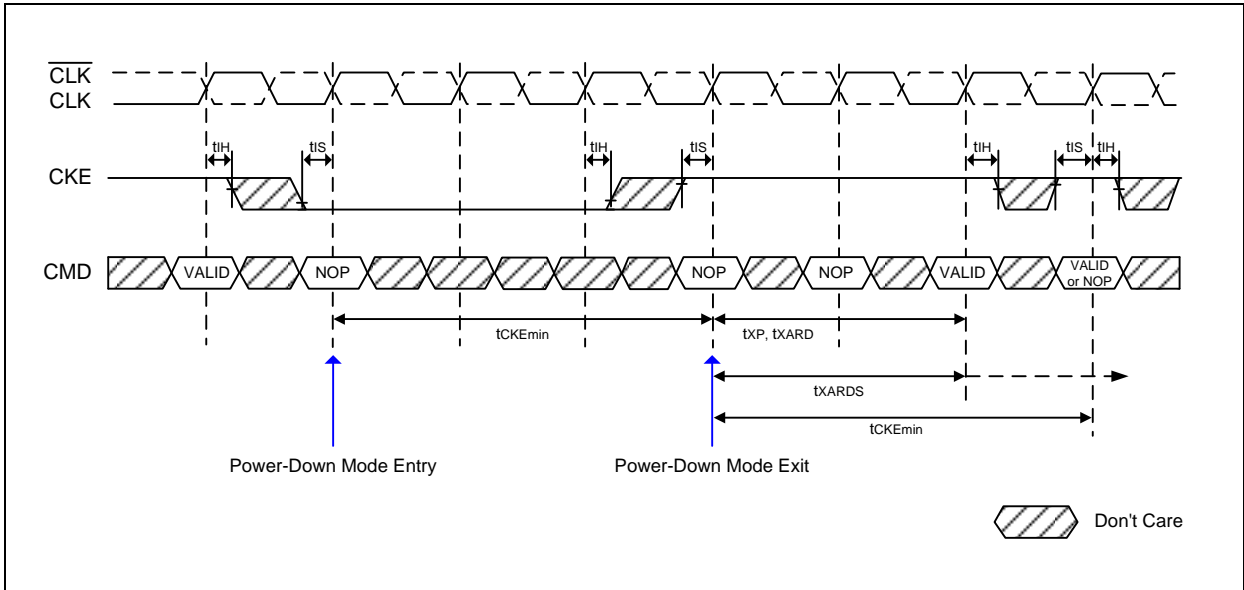 CLK
CLK
tIH
tIS
tIH
tIS
tIH
tIS
tIH
CKE
CMD
VALID
NOP
NOP
NOP
VALID
VALID
or NOP
tCKEmin
tXP, tXARD
tXARDS
tCKEmin
Power-Down Mode Entry
Power-Down Mode Exit
Don't Care